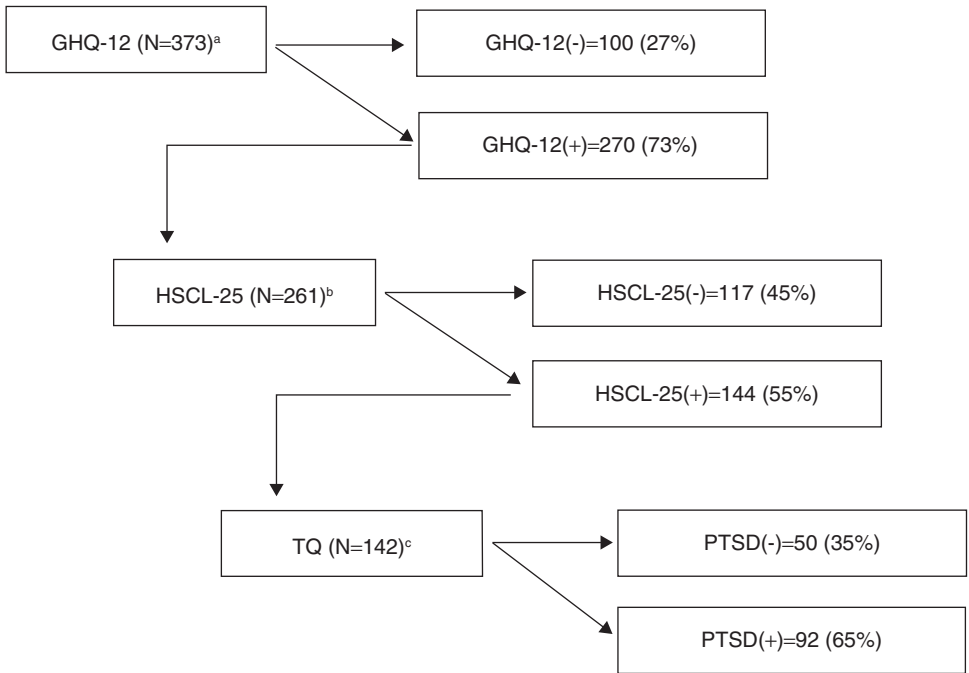 GHQ-12 (N=373)ᵃ
GHQ-12(-)=100 (27%)
GHQ-12(+)=270 (73%)
HSCL-25 (N=261)ᵇ
HSCL-25(-)=117 (45%)
HSCL-25(+)=144 (55%)
TQ (N=142)ᶜ
PTSD(-)=50 (35%)
PTSD(+)=92 (65%)